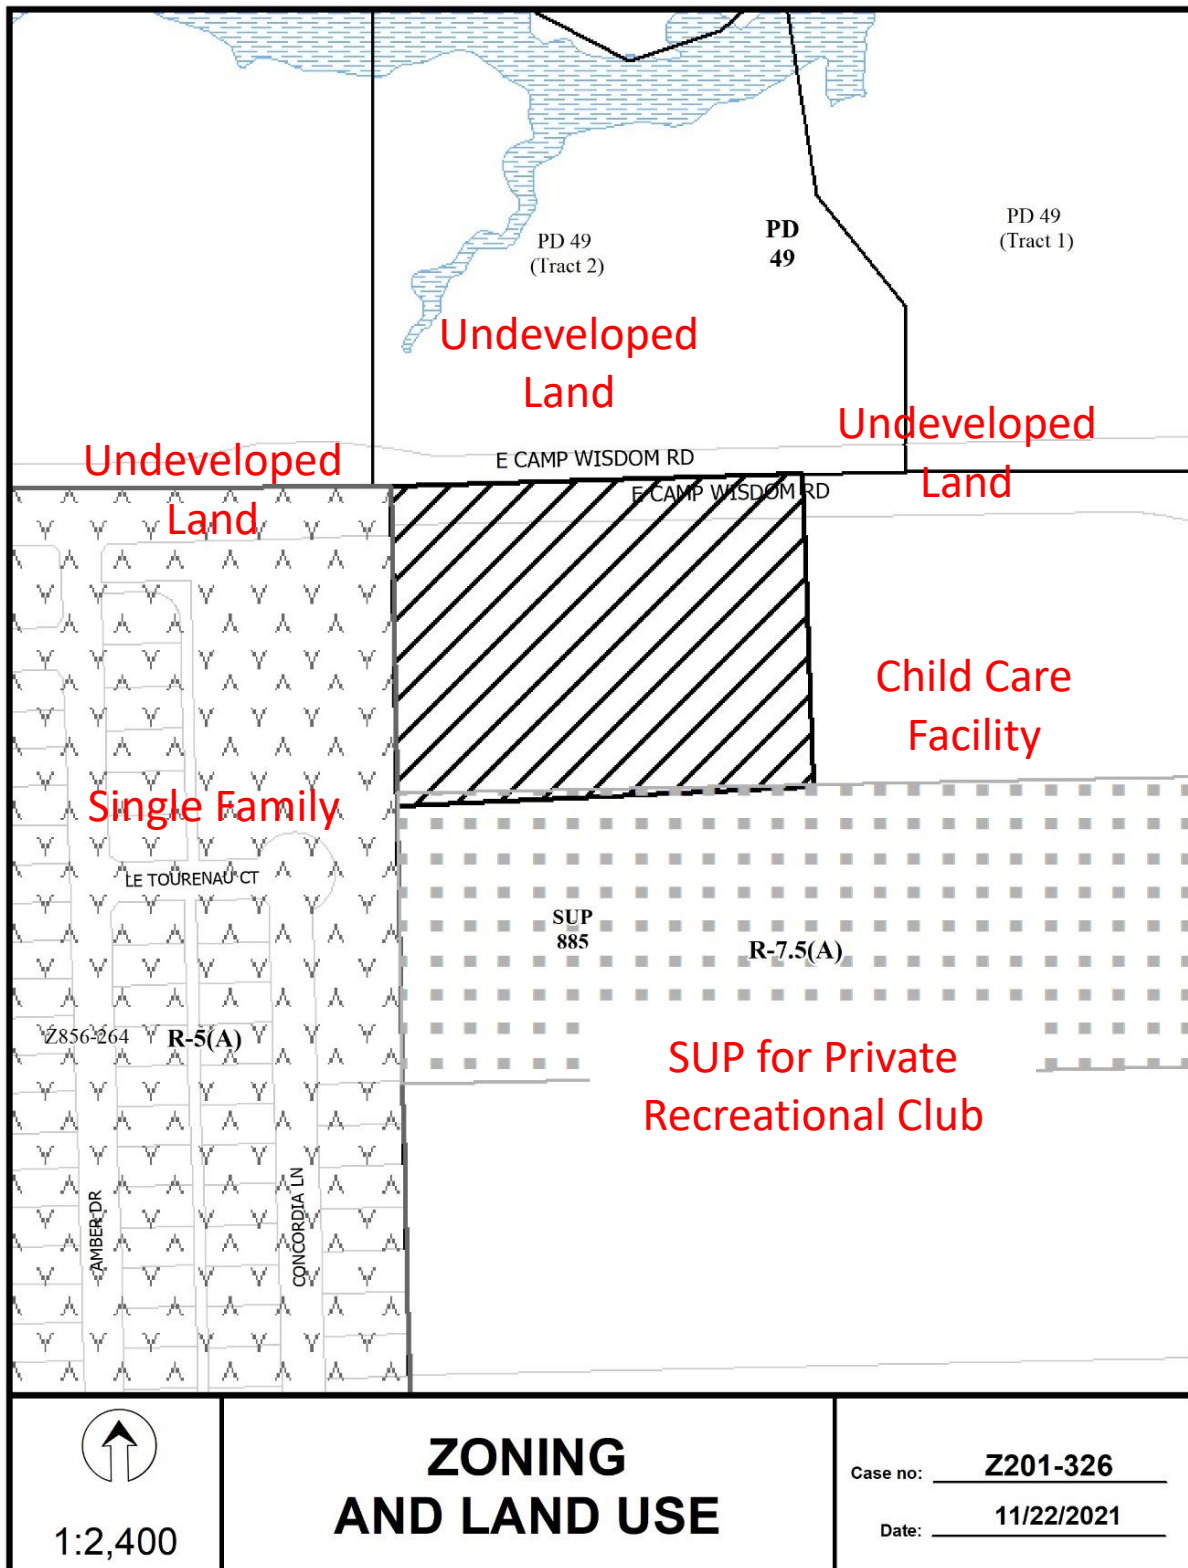 PD 49
(Tract 1)
PD 49
(Tract 2)
PD
49
Undeveloped
Land
Undeveloped
Land
Undeveloped
Land
E CAMP WISDOM RD
E CAMP WISDOM RD
Child Care
Facility
Single Family
LE TOURENAU CT
SUP
885
R-7.5(A)
Z856-264
R-5(A)
SUP for Private
Recreational Club
AMBER DR
CONCORDIA LN
1:2,400
ZONING
AND LAND USE
Case no: Z201-326
Date: 11/22/2021